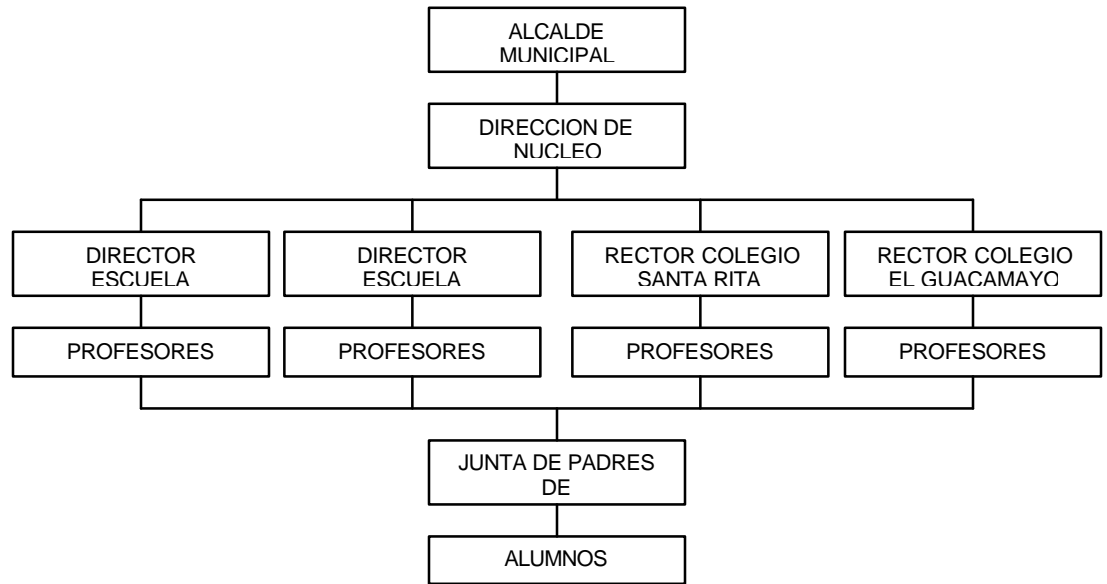 ALCALDE
MUNICIPAL
DIRECCION DE
NUCLEO
DIRECTOR
ESCUELA
DIRECTOR
ESCUELA
RECTOR COLEGIO
SANTA RITA
RECTOR COLEGIO
EL GUACAMAYO
PROFESORES
PROFESORES
PROFESORES
PROFESORES
JUNTA DE PADRES
DE
ALUMNOS